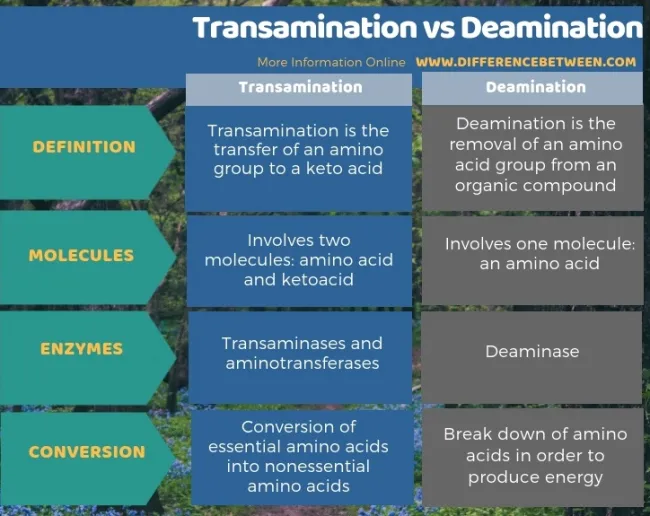 Transamination vs Deamination
More Information Online WWW.DIFFERENCEBETWEEN.COM
Transamination
Deamination
DEFINITION
Transamination is the
transfer of an amino
group to a keto acid
Deamination is the
removal of an amino
acid group from an
organic compound
MOLECULES
Involves two
molecules: amino acid
and ketoacid
Involves one molecule:
an amino acid
ENZYMES
Transaminases and
aminotransferases
Deaminase
CONVERSION
Conversion of
essential amino acids
into nonessential
amino acids
Break down of amino
acids in order to
produce energy